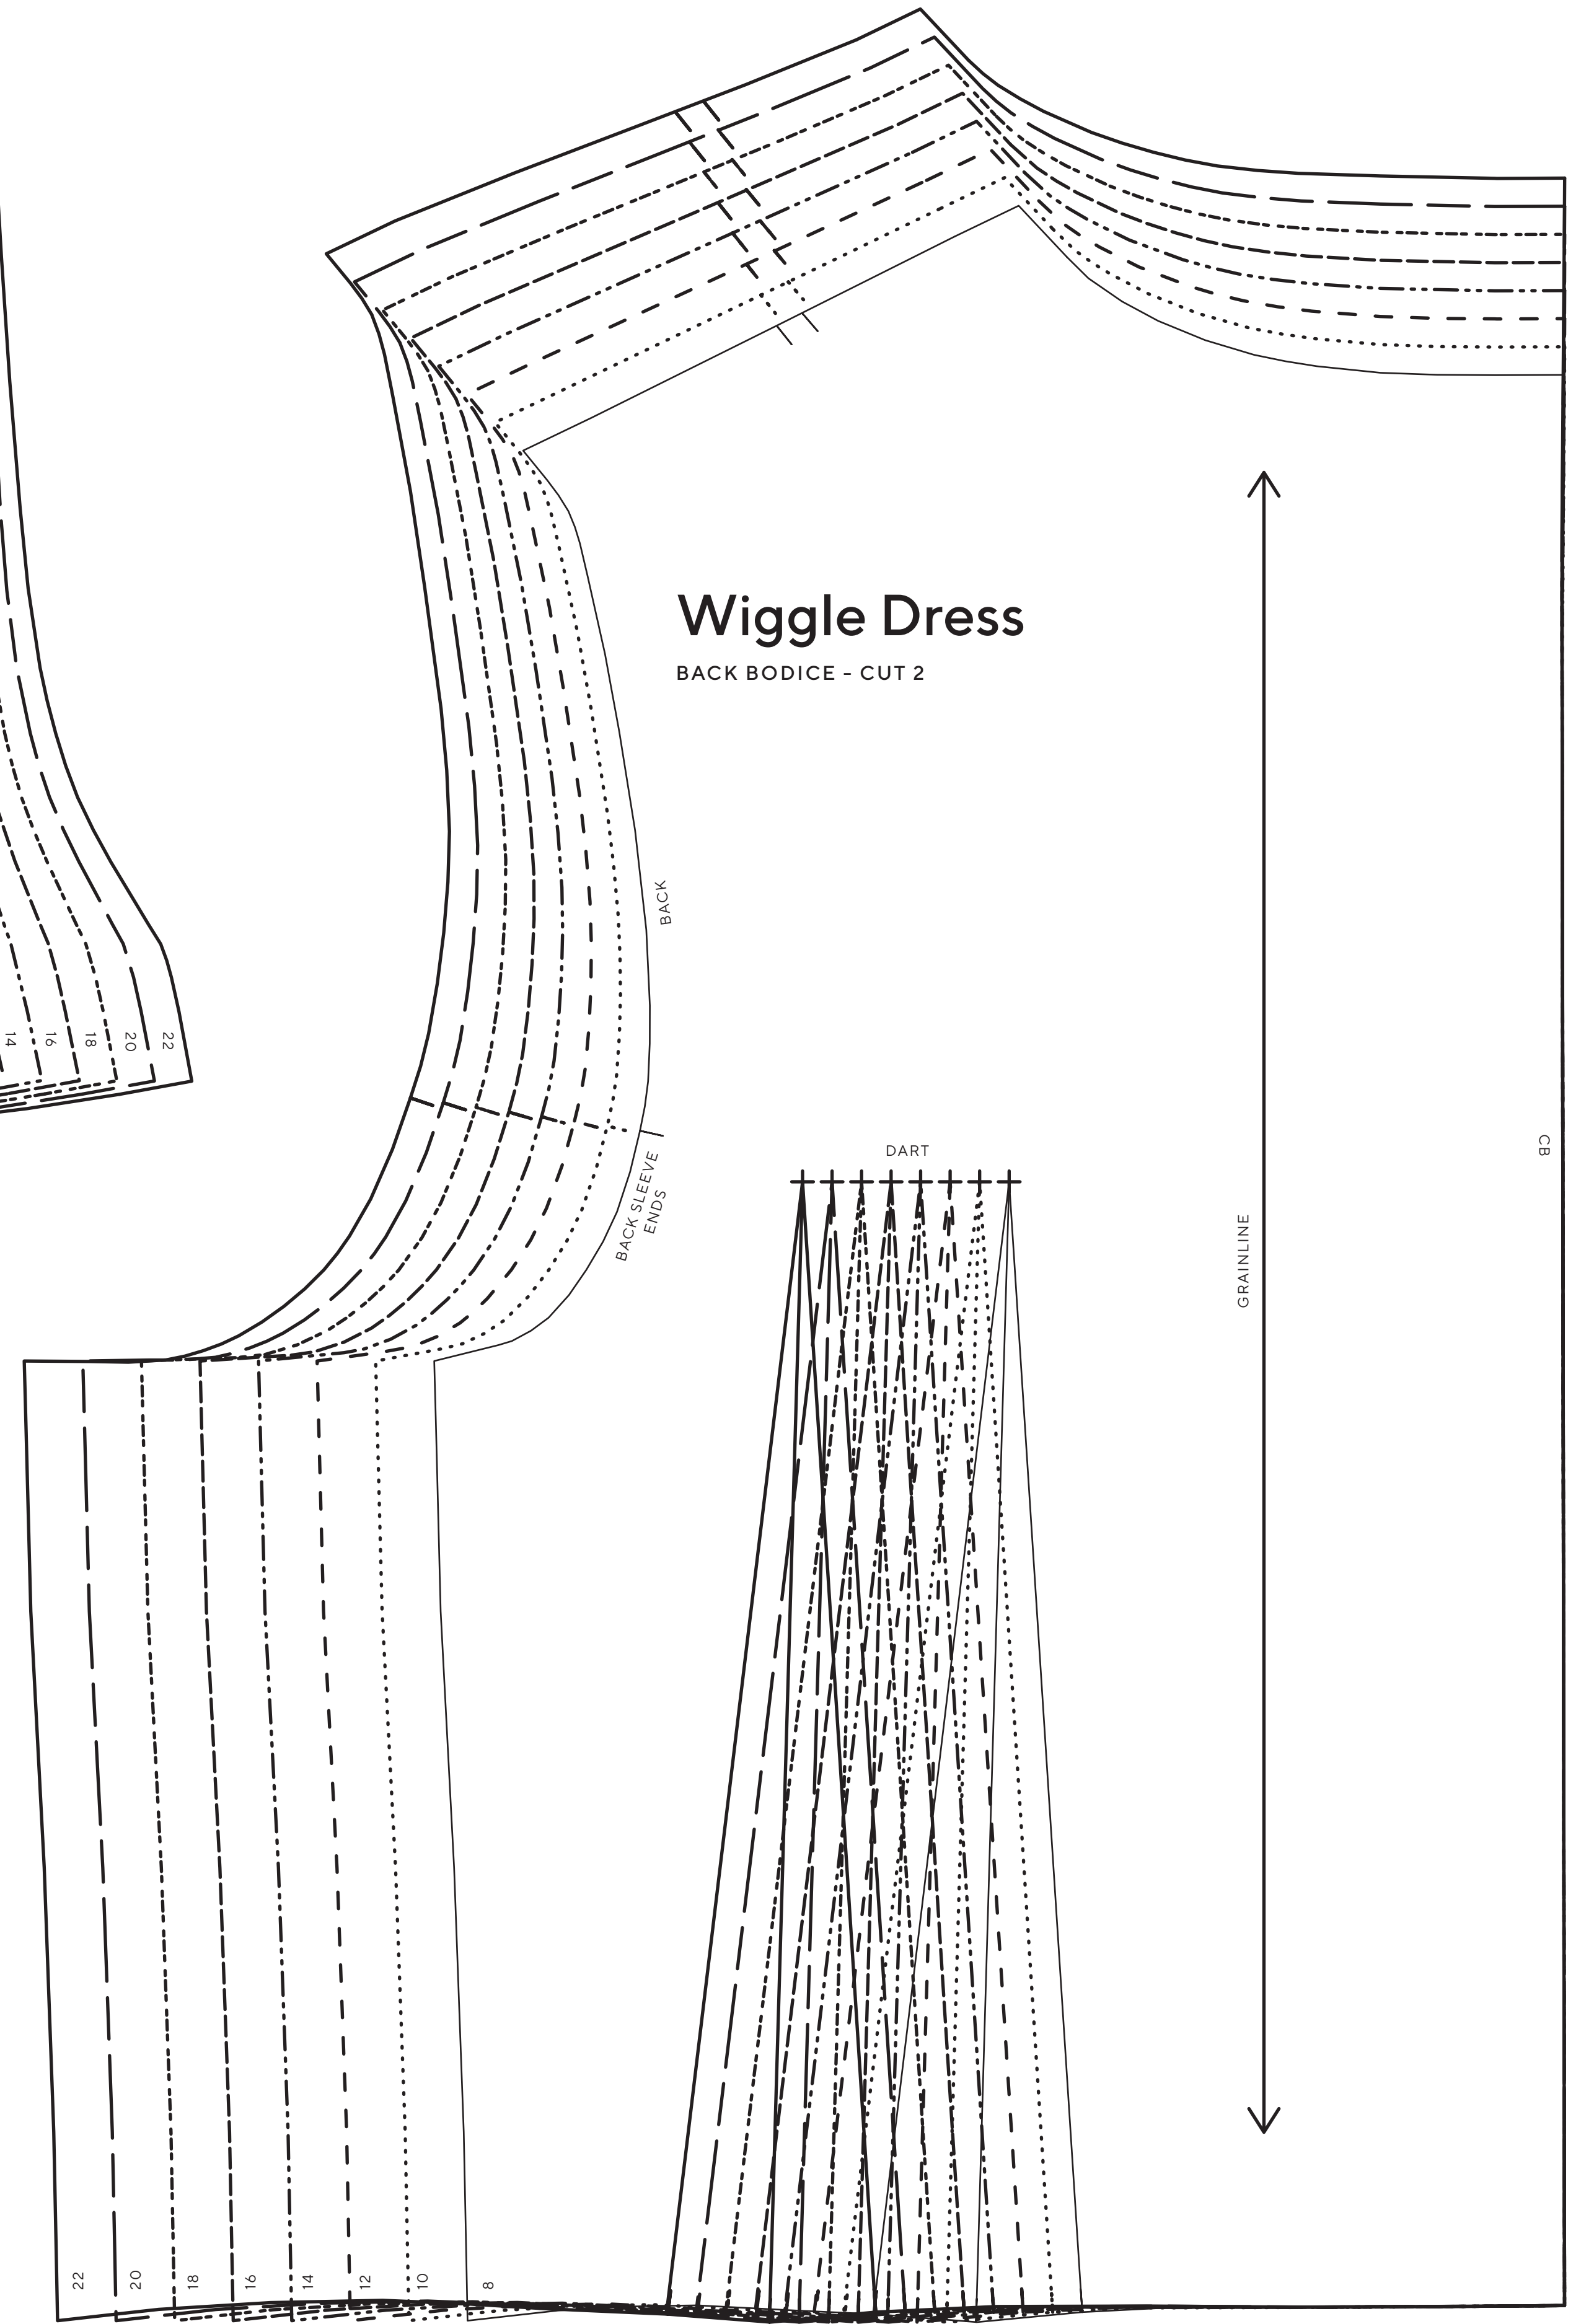 Wiggle Dress
BACK BODICE - CUT 2
BACK
14
16
18
20
22
DART
CB
BACK SLEEVE
ENDS
GRAINLINE
22
20
18
16
14
12
10
8